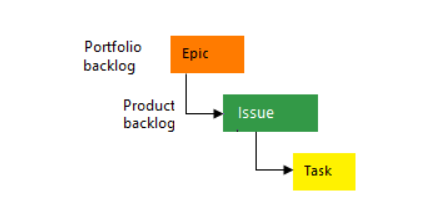 Portfolio
backlog
Epic
Product
backlog
Issue
Task